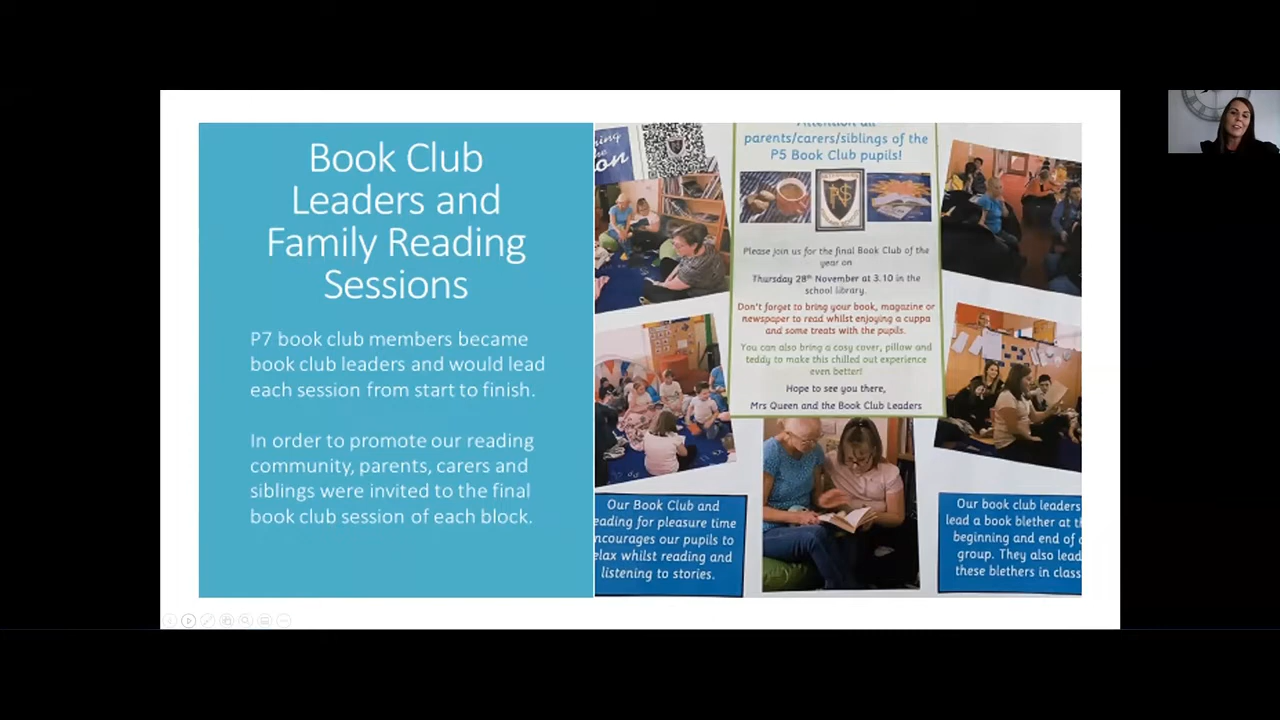 Book Club
Leaders and
Family Reading
Sessions
P7 book club members became
book club leaders and would lead
each session from start to finish.
In order to promote our reading
community, parents, carers and
siblings were invited to the final
book club session of each block.
Attention all
parents/carers/siblings of the
P5 Book Club pupils!
Please join us for the final Book Club of the
year on
Thursday 28th November at 3.10 in the
school library.
Don't forget to bring your book, magazine or
newspaper to read whilst enjoying a cuppa
and some treats with the pupils.
You can also bring a cosy cover, pillow and
teddy to make this chilled out experience
even better!
Hope to see you there,
Mrs Queen and the Book Club Leaders
Our Book Club and
eading for pleasure time
ncourages our pupils to
elax whilst reading and
listening to stories.
Our book club leaders
lead a book blether at th
beginning and end of
group. They also lead
these blethers in class